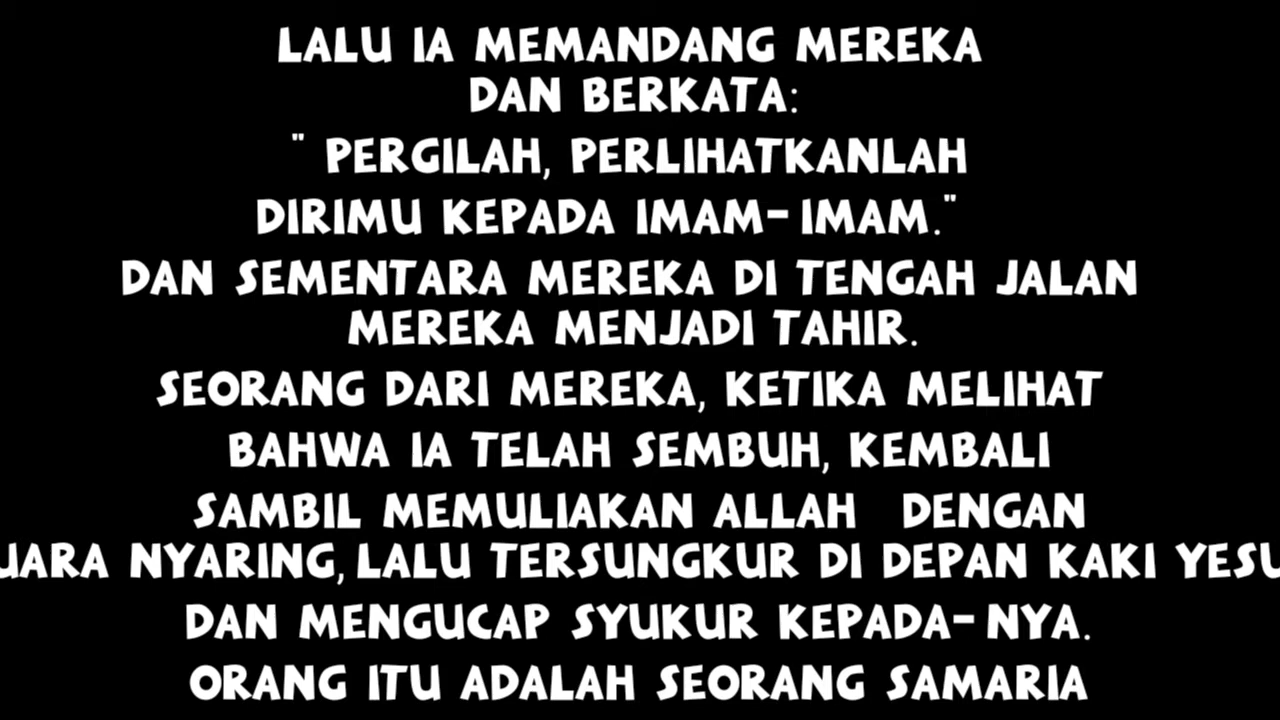 LALU IA MEMANDANG MEREKA
DAN BERKATA:
" PERGILAH, PERLIHATKANLAH
DIRIMU KEPADA IMAM-IMAM."
DAN SEMENTARA MEREKA DI TENGAH JALAN
MEREKA MENJADI TAHIR.
SEORANG DARI MEREKA, KETIKA MELIHAT
BAHWA IA TELAH SEMBUH, KEMBALI
SAMBIL MEMULIAKAN ALLAH DENGAN
UARA NYARING, LALU TERSUNGKUR DI DEPAN KAKI YESU
DAN MENGUCAP SYUKUR KEPADA-NYA.
ORANG ITU ADALAH SEORANG SAMARIA